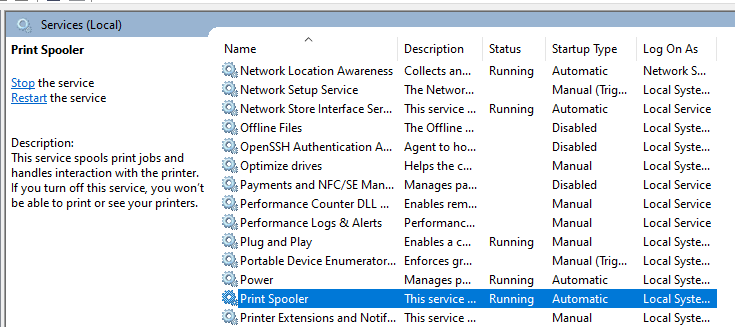 Services (Local)
Print Spooler
Stop the service
Restart the service
Description:
This service spools print jobs and
handles interaction with the printer.
If you turn off this service, you won't
be able to print or see your printers.
Name Description Status Startup Type Log On As
Network Location Awareness Collects an... Running Automatic Network S...
Network Setup Service The Networ... Manual (Trig... Local Syste...
Network Store Interface Ser... This service ... Running Automatic Local Service
Offline Files The Offline ... Disabled Local Syste...
OpenSSH Authentication A... Agent to ho... Disabled Local Syste...
Optimize drives Helps the c... Manual Local Syste...
Payments and NFC/SE Man... Manages pa... Disabled Local Service
Performance Counter DLL ... Enables rem... Manual Local Service
Performance Logs & Alerts Performanc... Manual Local Service
Plug and Play Enables a c... Running Manual Local Syste...
Portable Device Enumerator... Enforces gr... Manual (Trig... Local Syste...
Power Manages p... Running Automatic Local Syste...
Print Spooler This service ... Running Automatic Local Syste...
Printer Extensions and Notif... This service ... Manual Local Syste...